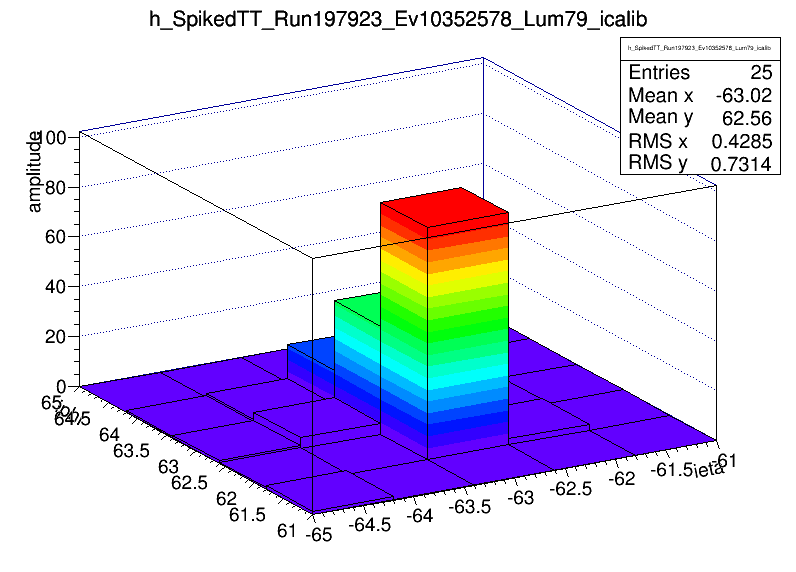 h_SpikedTT_Run197923_Ev10352578_Lum79_icalib
h_SpikedTT_Run197923_Ev10352578_Lum79_icalib
Entries 25
Mean x -63.02
Mean y 62.56
RMS x 0.4285
RMS y 0.7314
amplitude
100
80
60
40
20
0
65
64.5
64
63.5
63
62.5
62
61.5
61
-65
-64.5
-64
-63.5
-63
-62.5
-62
-61.5
-61
ieta